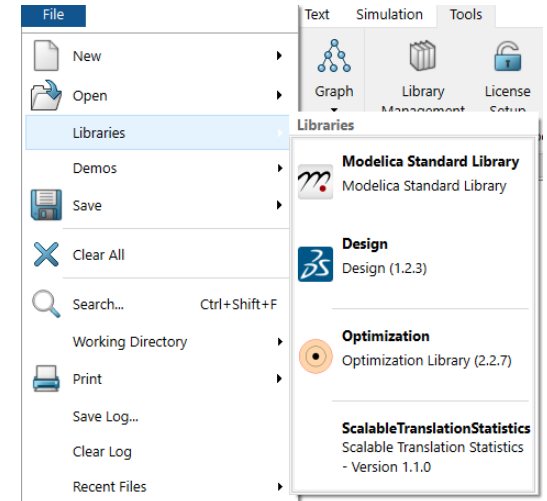 File
Text Simulation Tools
New
Open
Libraries
Demos
Save
Clear All
Search... Ctrl+Shift+F
Working Directory
Print
Save Log...
Clear Log
Recent Files
Graph
Library
Management
License
Setup
Libraries
Modelica Standard Library
Modelica Standard Library
Design
Design (1.2.3)
Optimization
Optimization Library (2.2.7)
ScalableTranslationStatistics
Scalable Translation Statistics
- Version 1.1.0